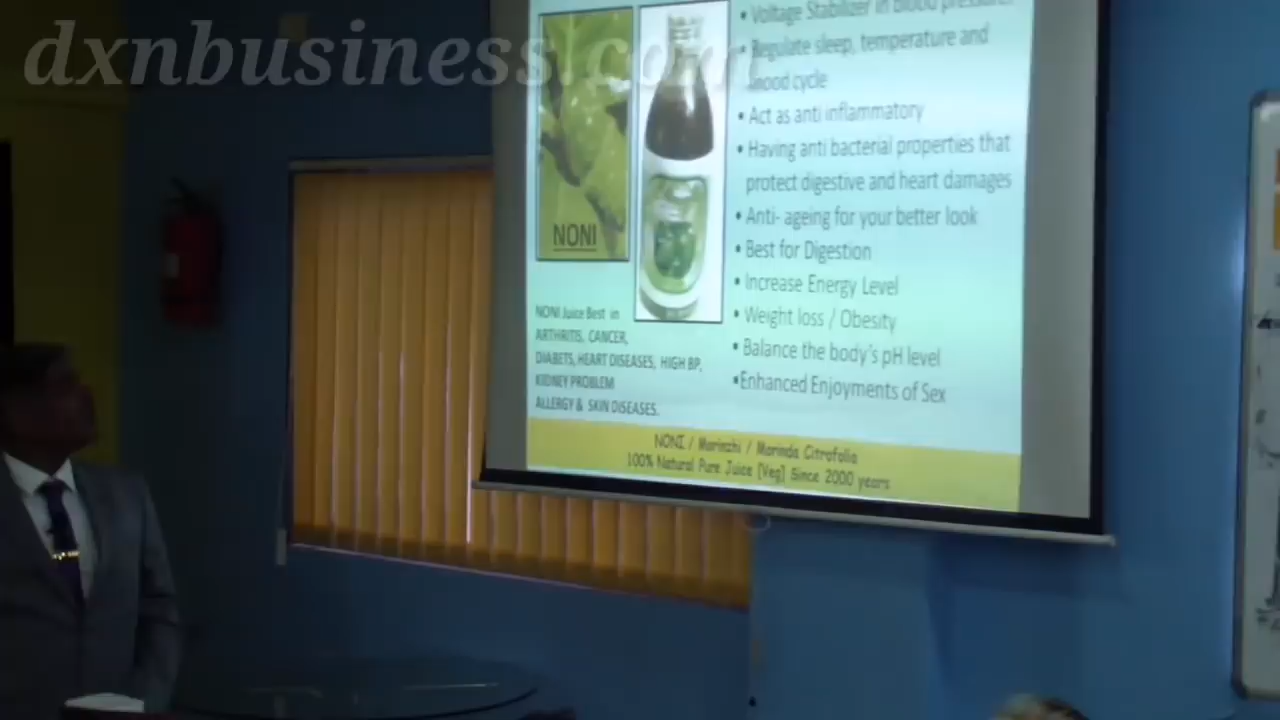 dxnbusiness.com
• Voltage Stabilizer in Blood pressure
• Regulate sleep, temperature and
mood cycle
• Act as anti inflammatory
• Having anti bacterial properties that
protect digestive and heart damages
• Anti- ageing for your better look
• Best for Digestion
• Increase Energy Level
• Weight loss / Obesity
• Balance the body's pH level
•Enhanced Enjoyments of Sex
NONI
NONI Juice Best in
ARTHRITIS, CANCER,
DIABETS, HEART DISEASES, HIGH BP,
KIDNEY PROBLEM
ALLERGY & SKIN DISEASES.
NONI / Marinzhi / Morinda Citrofolia
100% Natural Pure Juice [Veg] Since 2000 years